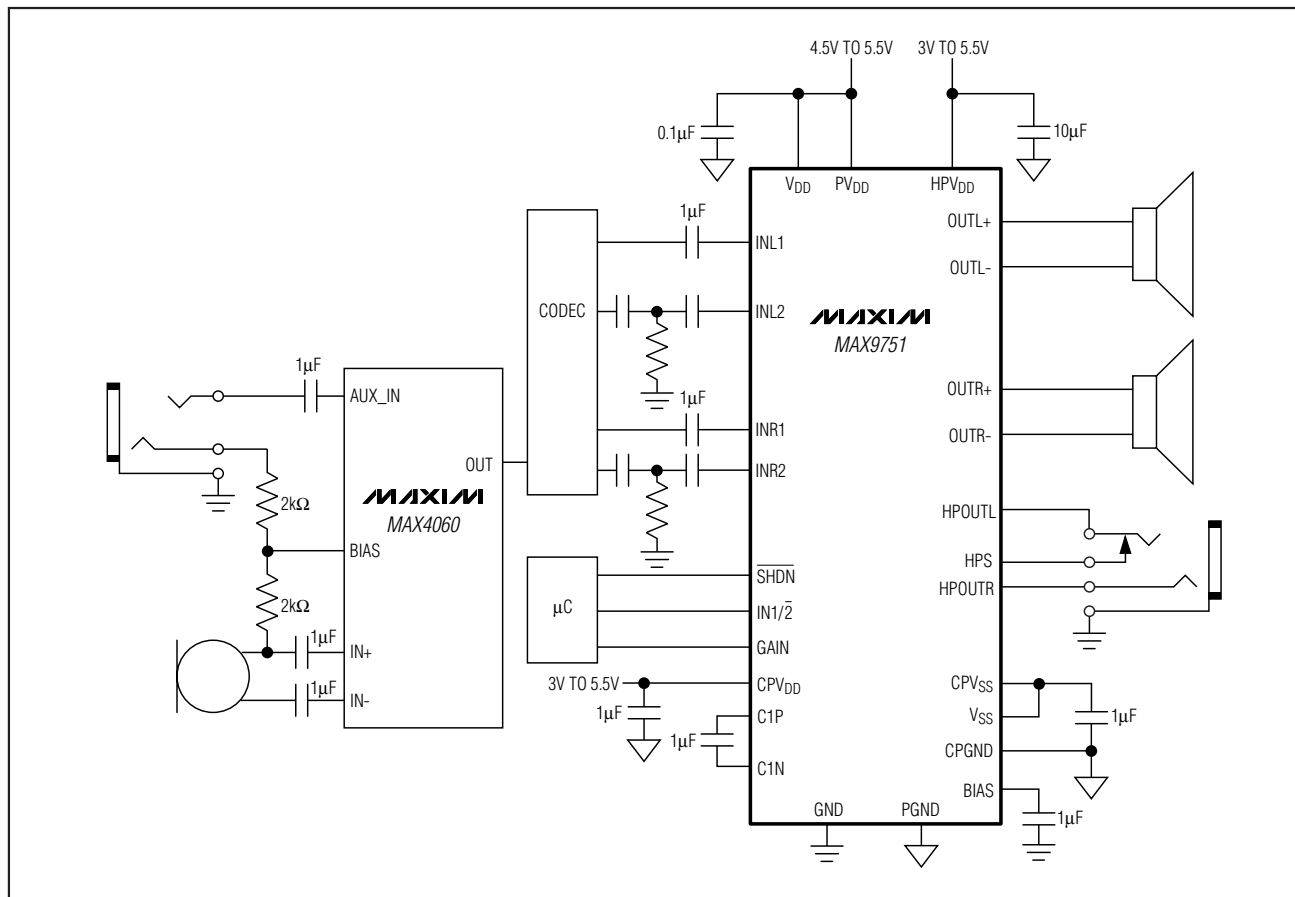 4.5V TO 5.5V
3V TO 5.5V
0.1μF
10μF
VDD
PVDD
HPVDD
1μF
INL1
OUTL+
OUTL-
CODEC
INL2
MAXIM
MAX9751
1μF
AUX_IN
1μF
INR1
OUTR+
OUTR-
OUT
INR2
2kΩ
MAXIM
MAX4060
HPOUTL
BIAS
HPS
SHDN
HPOUTR
2kΩ
μC
IN1/2
GAIN
1μF
IN+
3V TO 5.5V
CPVDD
CPVSS
1μF
IN-
1μF
C1P
VSS
1μF
1μF
CPGND
C1N
BIAS
GND
PGND
1μF